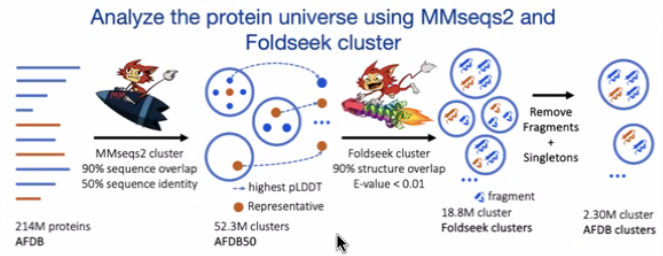 Analyze the protein universe using MMseqs2 and
Foldseek cluster
MMseqs2 cluster
90% sequence overlap
50% sequence identity
214M proteins
AFDB
highest pLDDT
Representative
52.3M clusters
AFDB50
Foldseek cluster
90% structure overlap
E-value < 0.01
fragment
18.8M cluster
Foldseek clusters
Remove
Fragments
+
Singletons
2.30M cluster
AFDB clusters